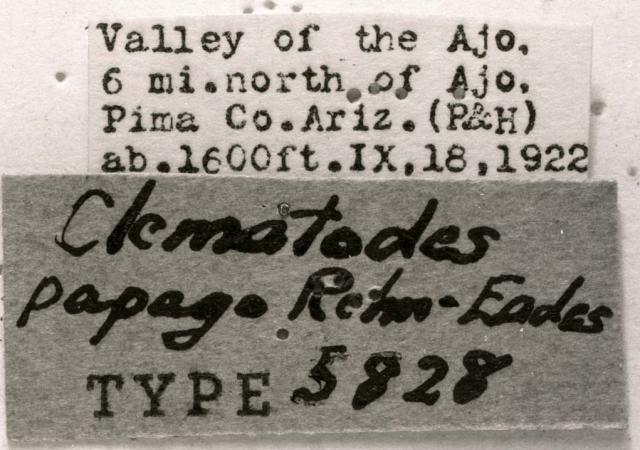 Valley of the Ajo,
6 mi.north of Ajo,
Pima Co.Ariz.(P&H)
ab.1600ft.IX,18,1922
Clematodes
papago Rehn-Eades
TYPE 5828